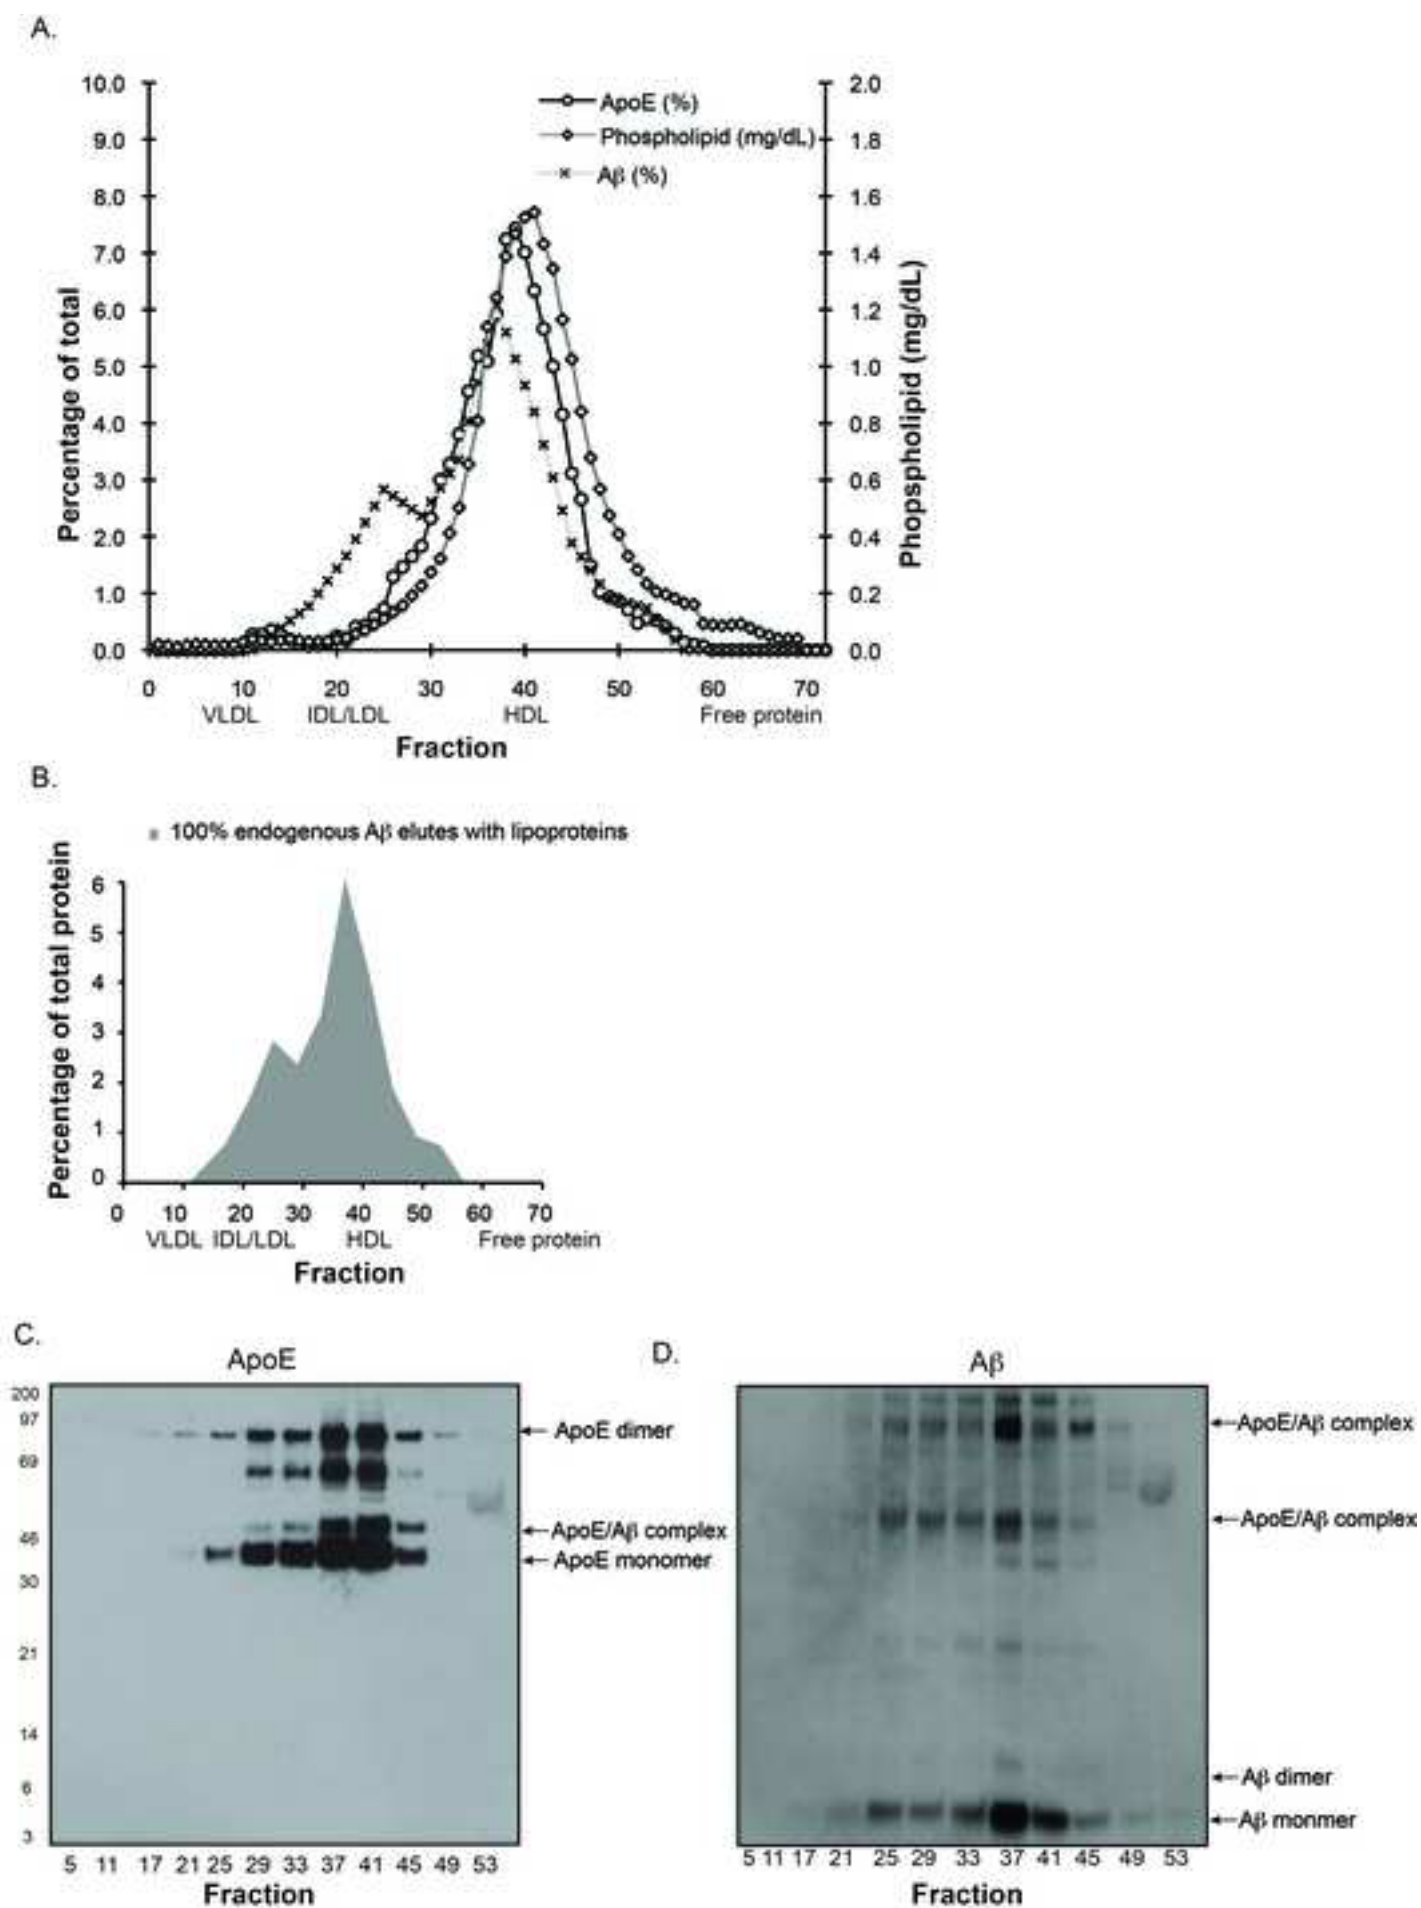 A.
10.0
9.0
8.0
7.0
6.0
5.0
4.0
3.0
2.0
1.0
0.0
Percentage of total
ApoE (%)
Phospholipid (mg/dL)
Aβ (%)
2.0
1.8
1.6
1.4
1.2
1.0
0.8
0.6
0.4
0.2
0.0
Phopspholipid (mg/dL)
0 10 20 30 40 50 60 70
VLDL IDL/LDL HDL Free protein
Fraction
B.
100% endogenous Aβ elutes with lipoproteins
Percentage of total protein
6
5
4
3
2
1
0
0 10 20 30 40 50 60 70
VLDL IDL/LDL HDL Free protein
Fraction
C.
ApoE
200
97
69
46
30
21
14
6
3
ApoE dimer
ApoE/Aβ complex
ApoE monomer
5 11 17 21 25 29 33 37 41 45 49 53
Fraction
D.
Aβ
ApoE/Aβ complex
ApoE/Aβ complex
Aβ dimer
Aβ monmer
5 11 17 21 25 29 33 37 41 45 49 53
Fraction